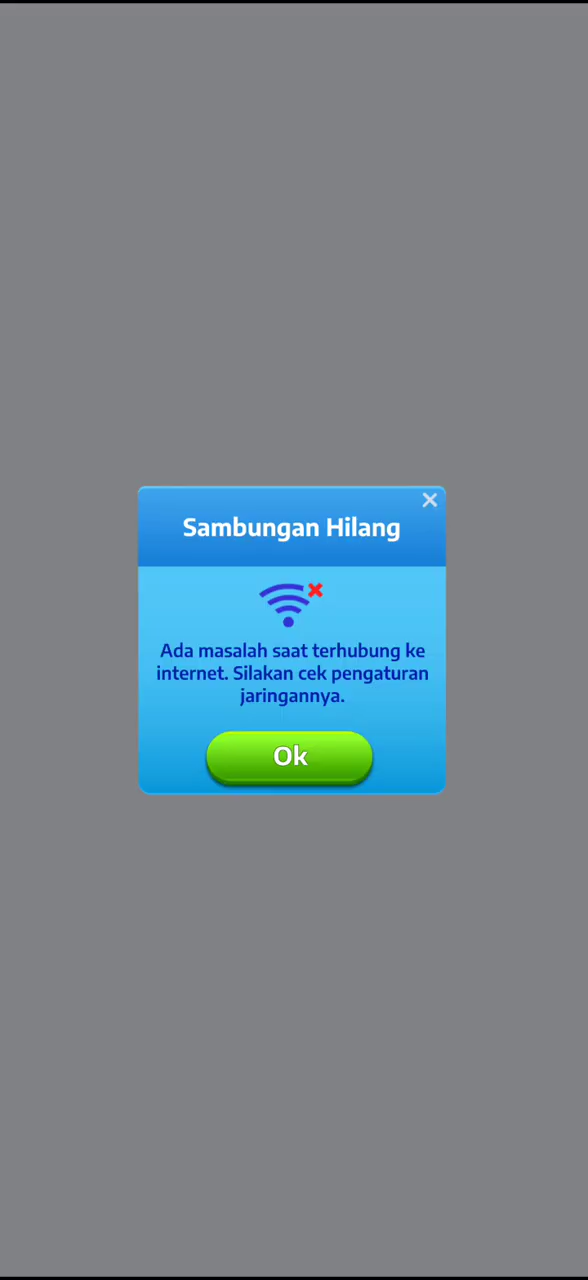 Sambungan Hilang
Ada masalah saat terhubung ke
internet. Silakan cek pengaturan
jaringannya.
Ok